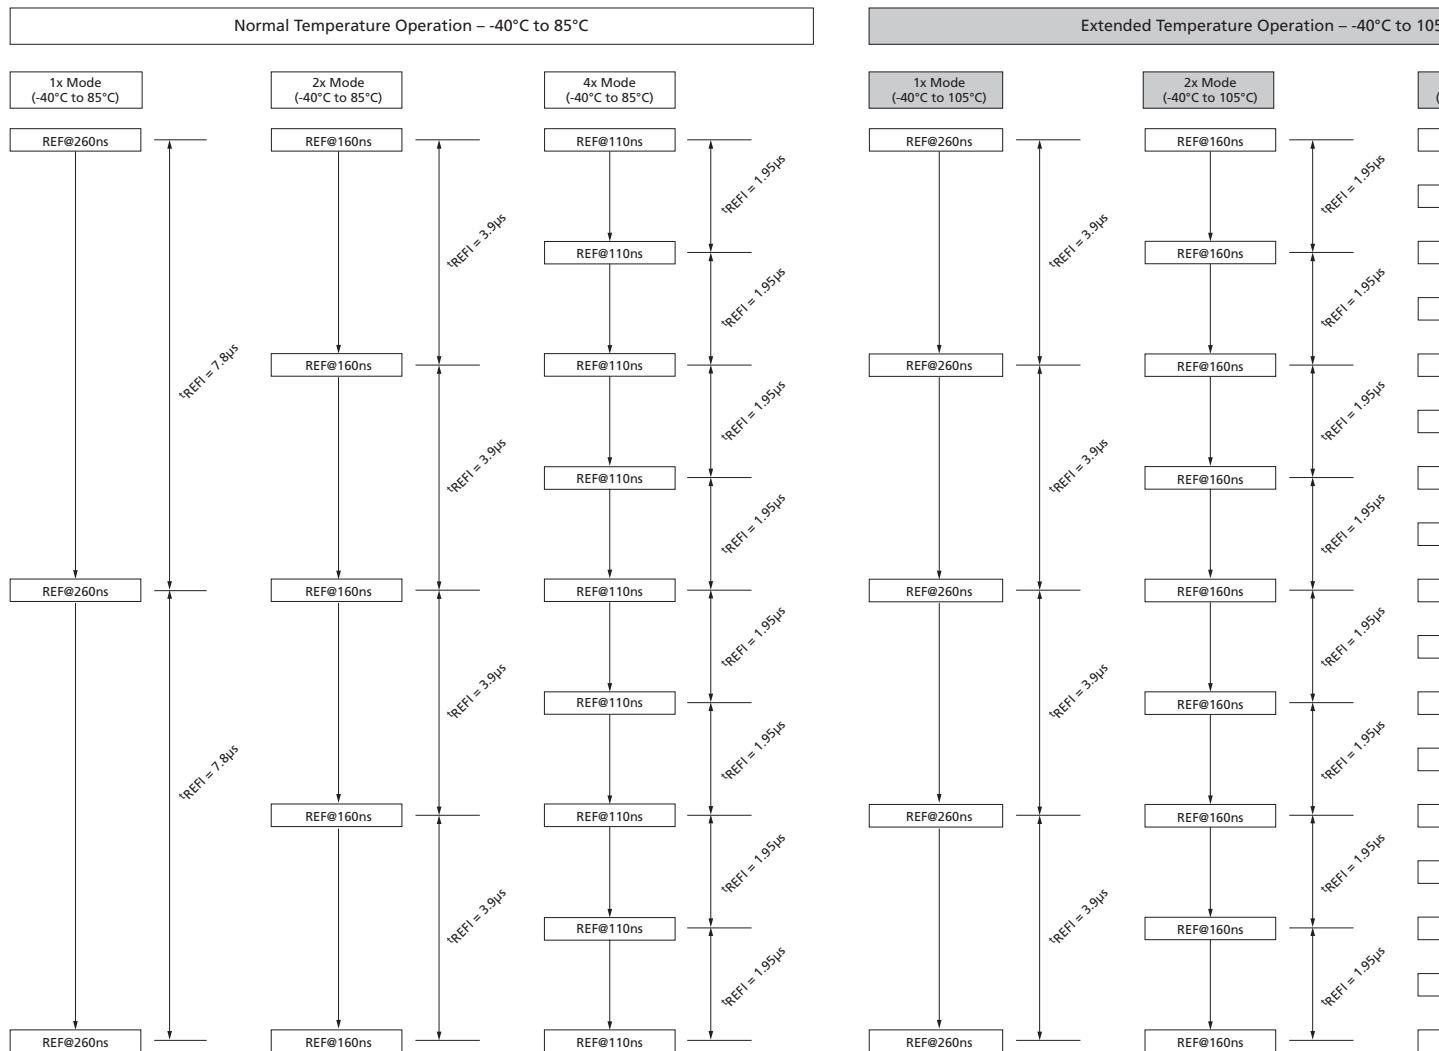 Normal Temperature Operation – -40°C to 85°C
Extended Temperature Operation – -40°C to 105
1x Mode
(-40°C to 85°C)
2x Mode
(-40°C to 85°C)
4x Mode
(-40°C to 85°C)
1x Mode
(-40°C to 105°C)
2x Mode
(-40°C to 105°C)
(
REF@260ns
tREFI = 7.8µs
REF@260ns
tREFI = 7.8µs
REF@260ns
REF@160ns
tREFI = 3.9µs
REF@160ns
tREFI = 3.9µs
REF@160ns
tREFI = 3.9µs
REF@160ns
tREFI = 3.9µs
REF@160ns
REF@110ns
tREFI = 1.95µs
REF@110ns
tREFI = 1.95µs
REF@110ns
tREFI = 1.95µs
REF@110ns
tREFI = 1.95µs
REF@110ns
tREFI = 1.95µs
REF@110ns
tREFI = 1.95µs
REF@110ns
tREFI = 1.95µs
REF@110ns
tREFI = 1.95µs
REF@110ns
REF@260ns
tREFI = 3.9µs
REF@260ns
tREFI = 3.9µs
REF@260ns
tREFI = 3.9µs
REF@260ns
tREFI = 3.9µs
REF@260ns
REF@160ns
tREFI = 1.95µs
REF@160ns
tREFI = 1.95µs
REF@160ns
tREFI = 1.95µs
REF@160ns
tREFI = 1.95µs
REF@160ns
tREFI = 1.95µs
REF@160ns
tREFI = 1.95µs
REF@160ns
tREFI = 1.95µs
REF@160ns
tREFI = 1.95µs
REF@160ns